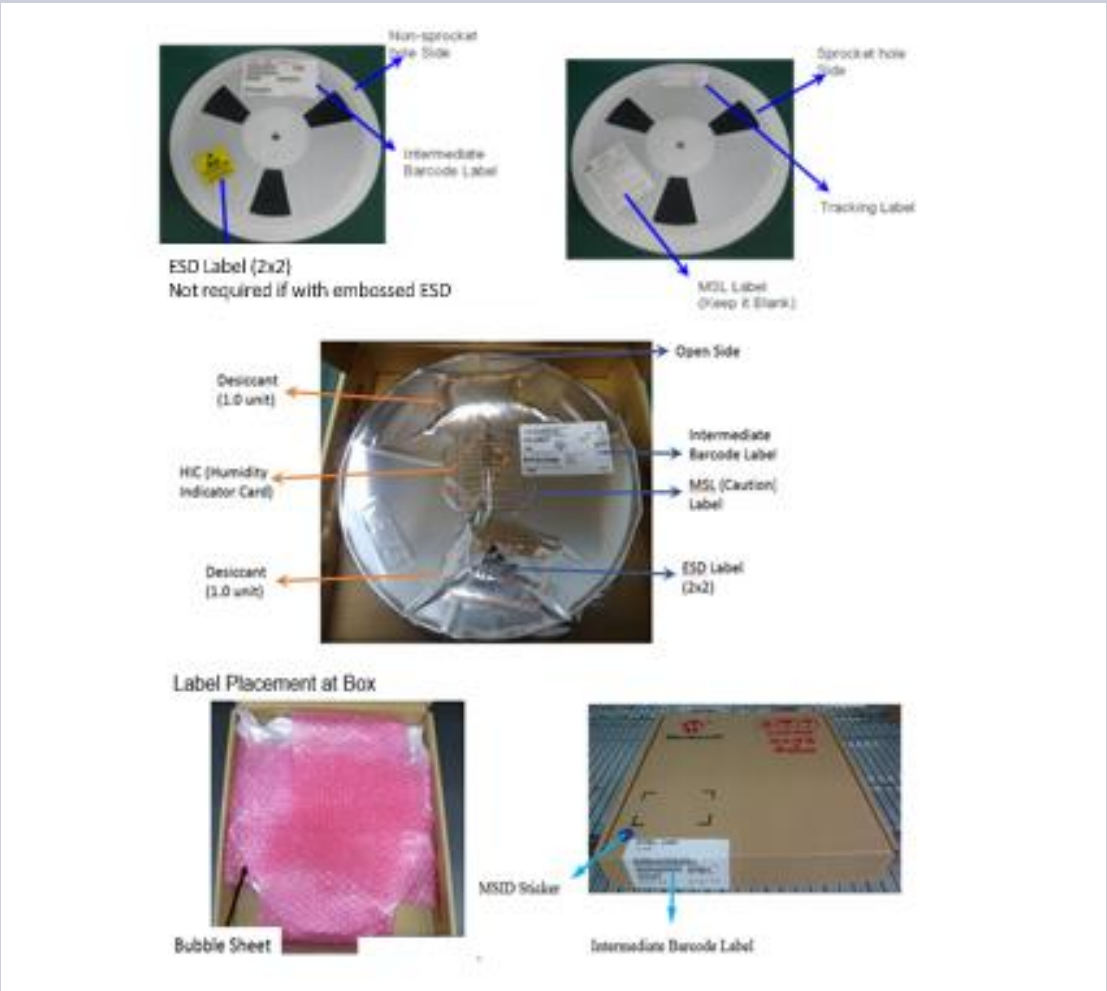 Non-sprocket
hole Side
Intermediate
Barcode Label
ESD Label (2x2)
Not required if with embossed ESD
Sprocket hole
Side
Tracking Label
MSL Label
(Keep it Blank)
Open Side
Desiccant
(1.0 unit)
Intermediate
Barcode Label
HIC (Humidity
Indicator Card)
MSL (Caution)
Label
Desiccant
(1.0 unit)
ESD Label
(2x2)
Label Placement at Box
Bubble Sheet
MSID Sticker
Intermediate Barcode Label